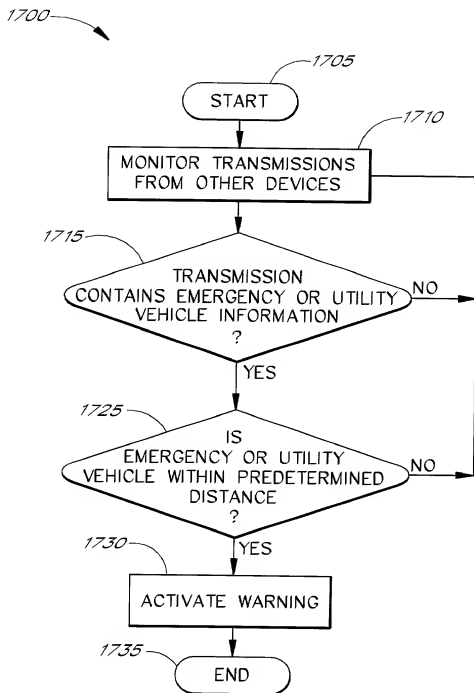 1700
1705
START
1710
MONITOR TRANSMISSIONS
FROM OTHER DEVICES
1715
TRANSMISSION
CONTAINS EMERGENCY OR UTILITY
VEHICLE INFORMATION
?
NO
YES
1725
IS
EMERGENCY OR UTILITY
VEHICLE WITHIN PREDETERMINED
DISTANCE
?
NO
YES
1730
ACTIVATE WARNING
1735
END